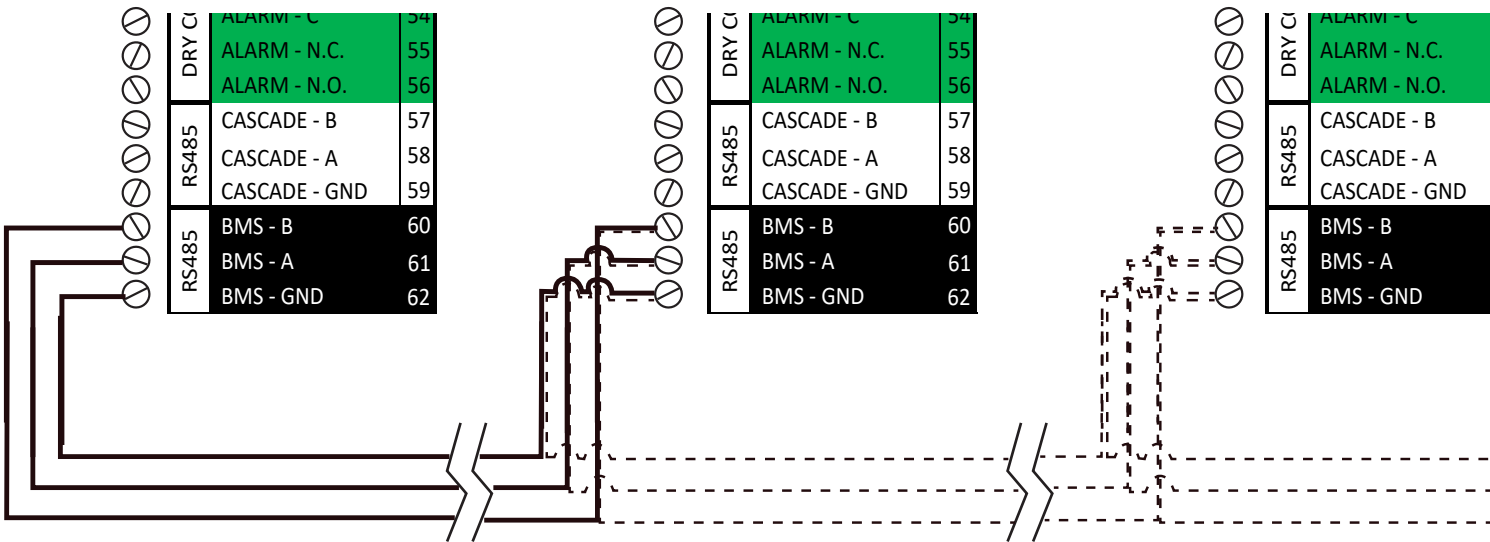 DRY CO
ALARM - C 54
ALARM - N.C. 55
ALARM - N.O. 56
RS485
CASCADE - B 57
CASCADE - A 58
CASCADE - GND 59
RS485
BMS - B 60
BMS - A 61
BMS - GND 62
DRY CO
ALARM - C 54
ALARM - N.C. 55
ALARM - N.O. 56
RS485
CASCADE - B 57
CASCADE - A 58
CASCADE - GND 59
RS485
BMS - B 60
BMS - A 61
BMS - GND 62
DRY CO
ALARM - C
ALARM - N.C.
ALARM - N.O.
RS485
CASCADE - B
CASCADE - A
CASCADE - GND
RS485
BMS - B
BMS - A
BMS - GND